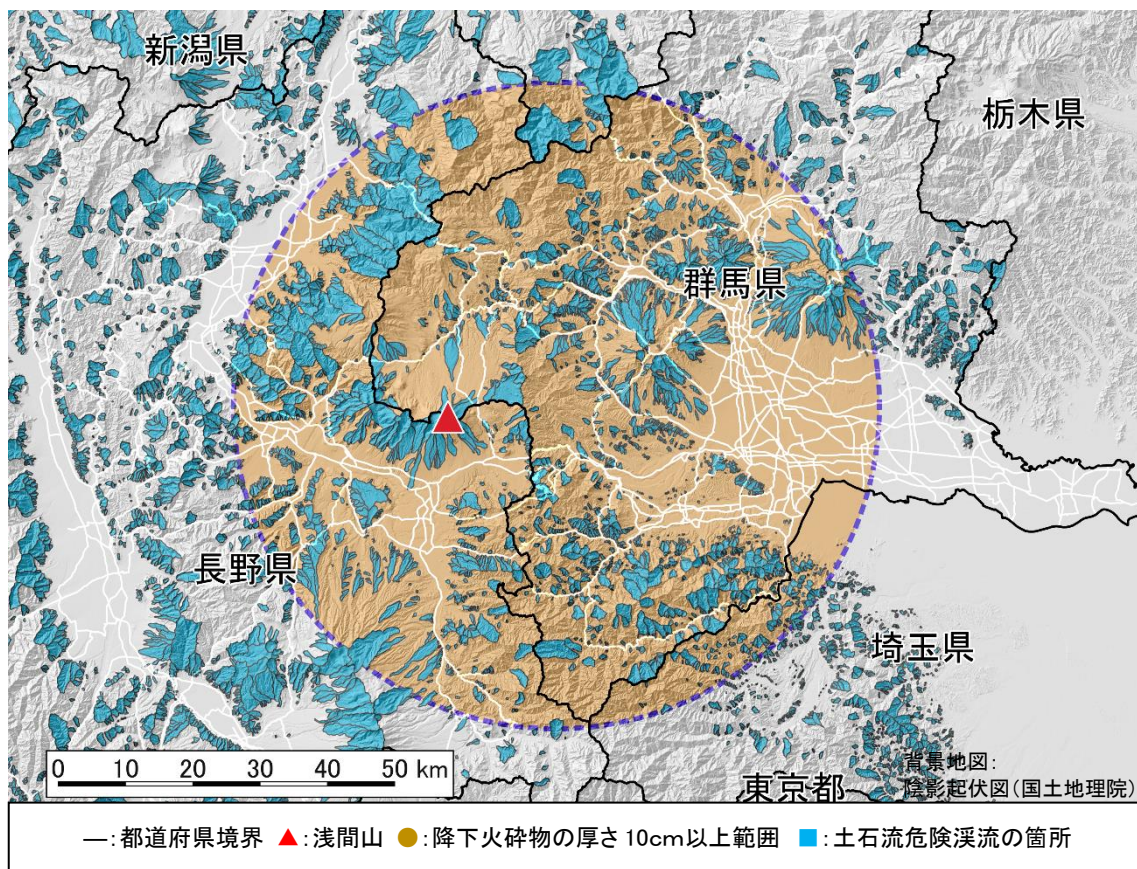 新潟県
栃木県
群馬県
長野県
埼玉県
東京都
背景地図:
陰影起伏図(国土地理院)
0 10 20 30 40 50 km
―:都道府県境界 ▲:浅間山 ●:降下火砕物の厚さ 10cm以上範囲 ■:土石流危険渓流の箇所